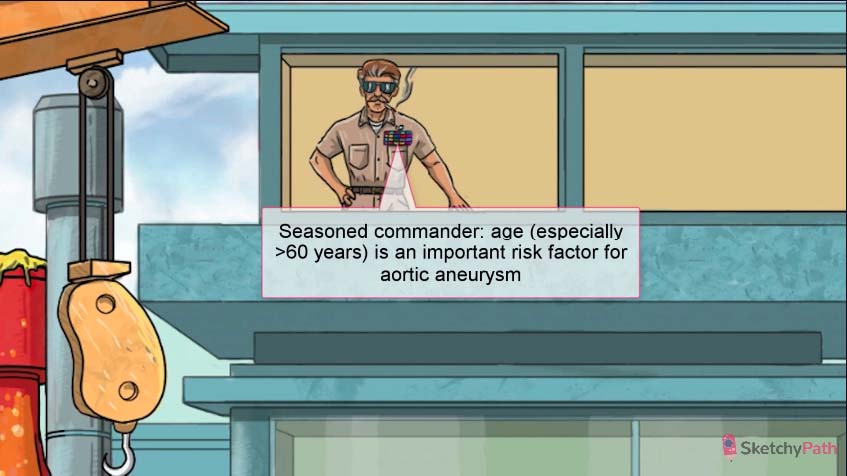 Seasoned commander: age (especially
>60 years) is an important risk factor for
aortic aneurysm
SketchyPath